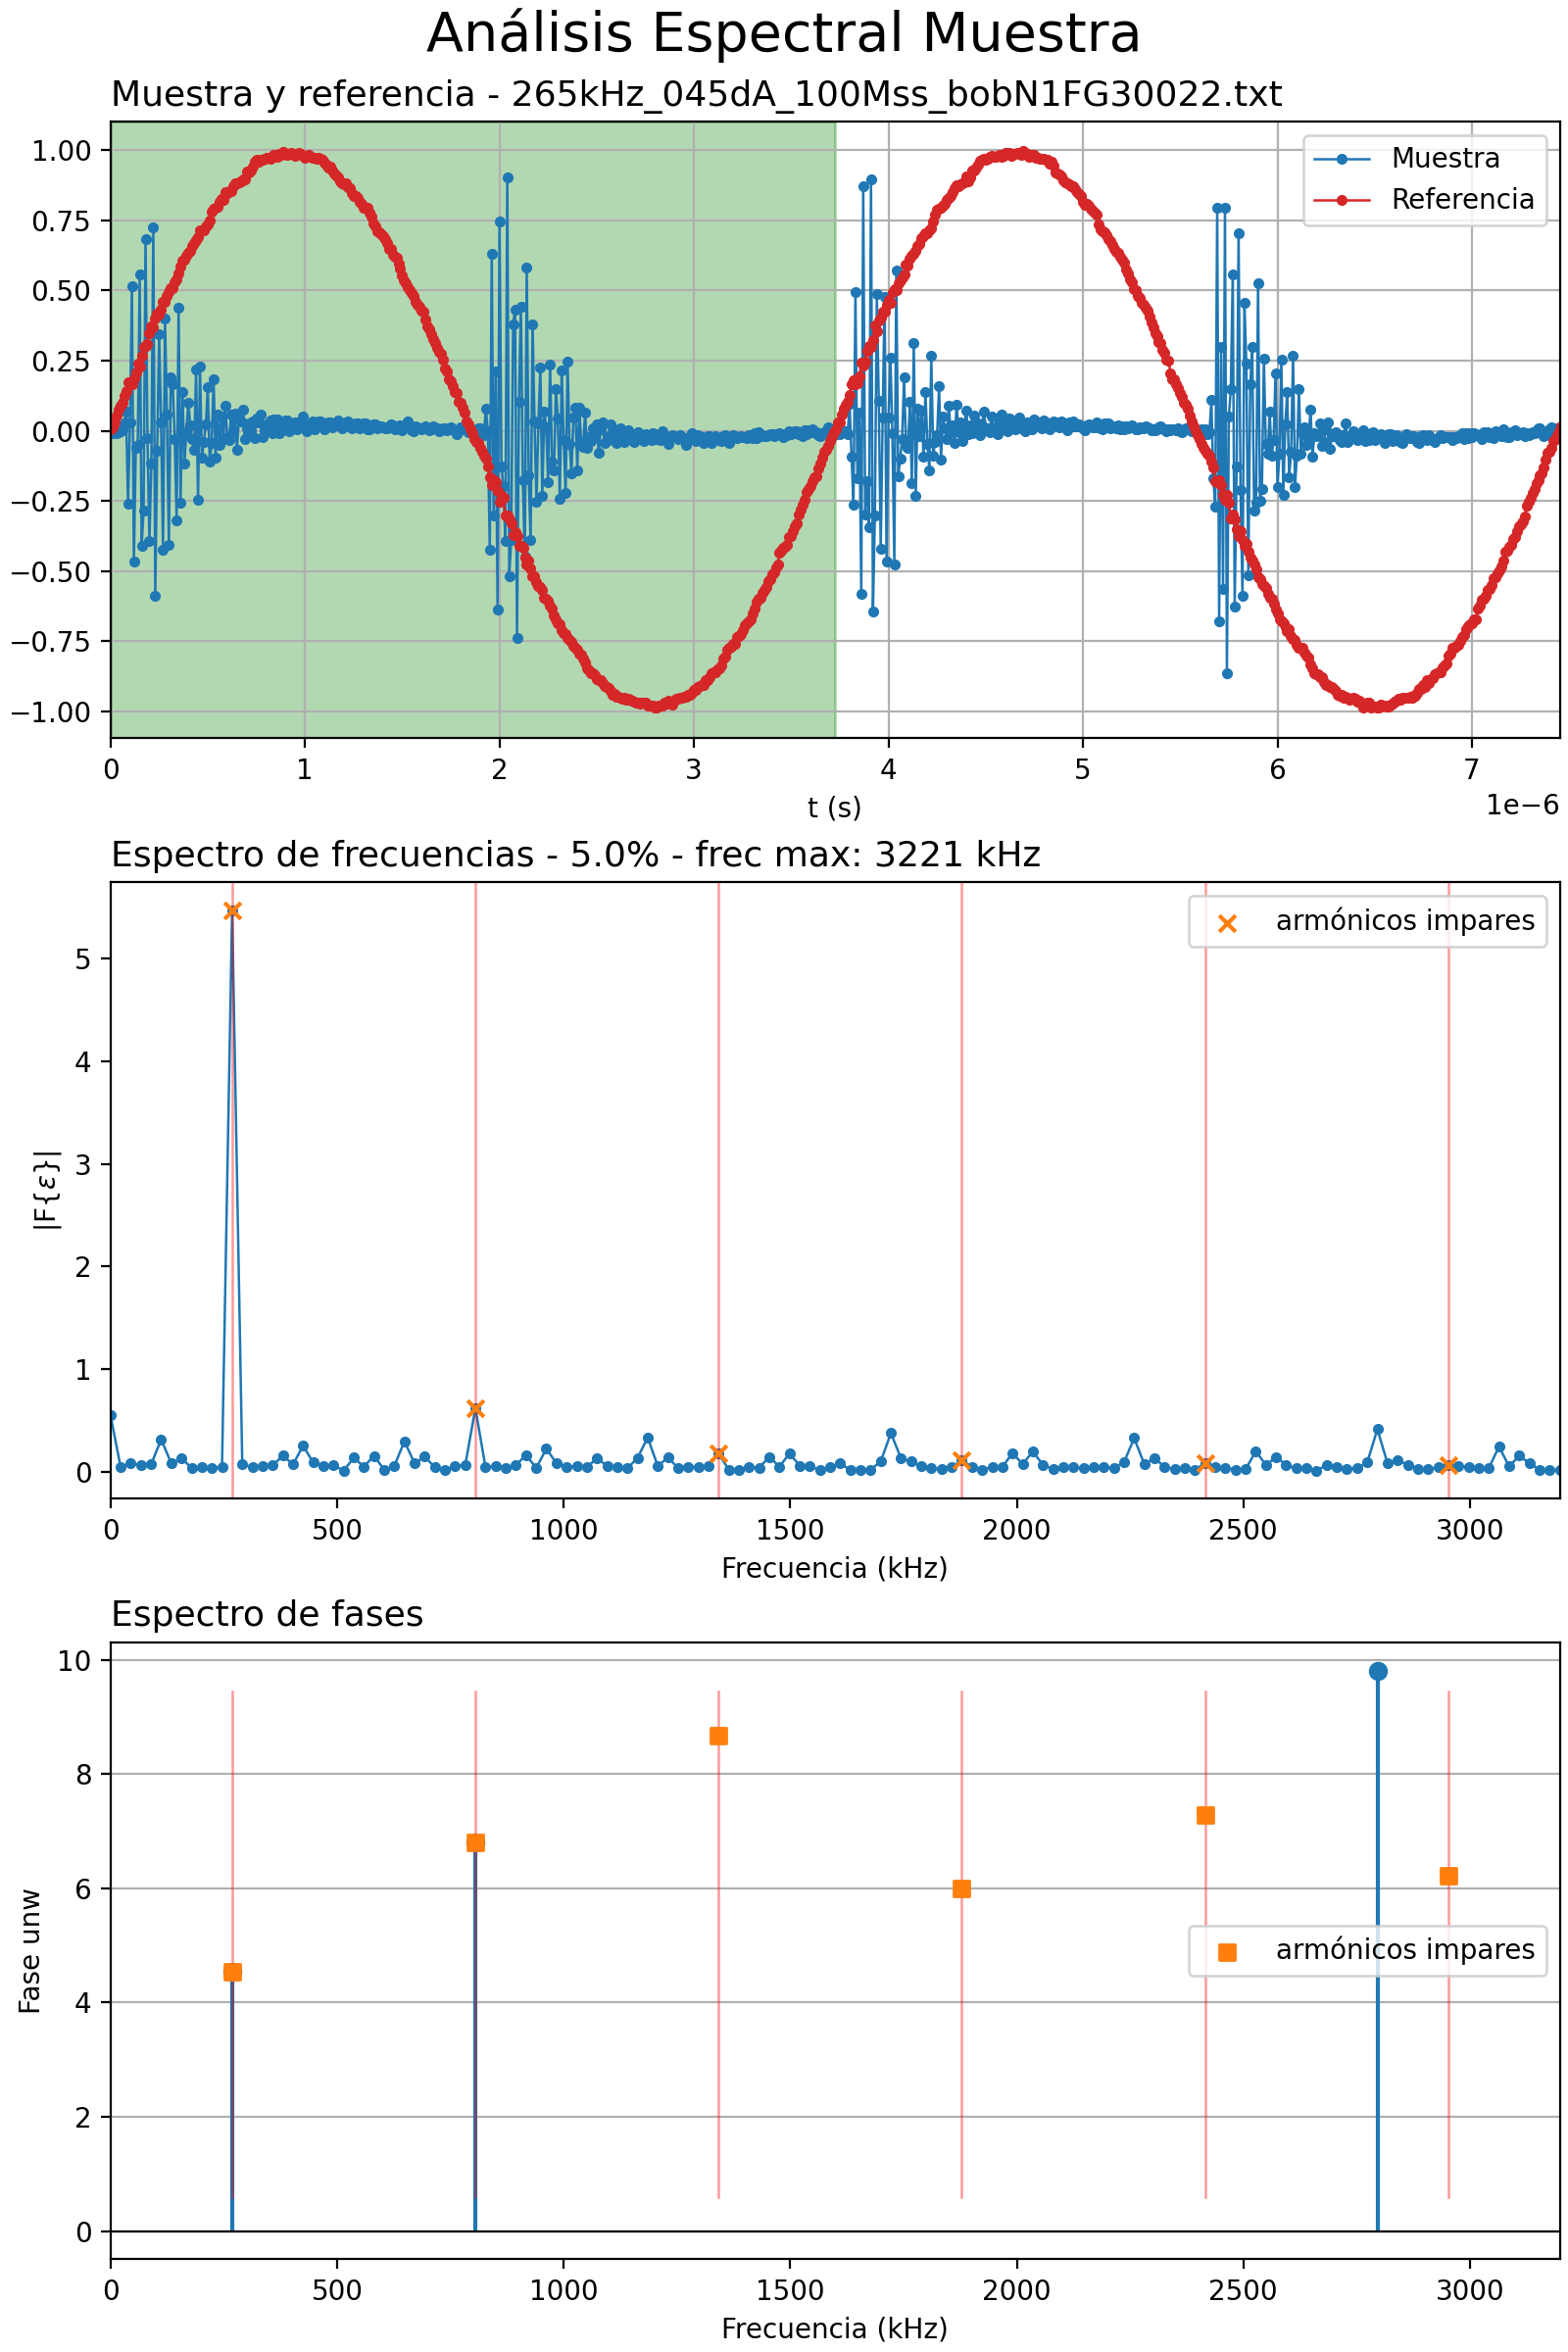 Análisis Espectral Muestra
Muestra y referencia - 265kHz_045dA_100Mss_bobN1FG30022.txt
1.00
0.75
0.50
0.25
0.00
−0.25
−0.50
−0.75
−1.00
Muestra
Referencia
0 1 2 3 4 5 6 7
1e−6
t (s)
Espectro de frecuencias - 5.0% - frec max: 3221 kHz
armónicos impares
5
4
3
2
1
0
|F{ε}|
0 500 1000 1500 2000 2500 3000
Frecuencia (kHz)
Espectro de fases
10
8
6
4
2
0
Fase unw
armónicos impares
0 500 1000 1500 2000 2500 3000
Frecuencia (kHz)